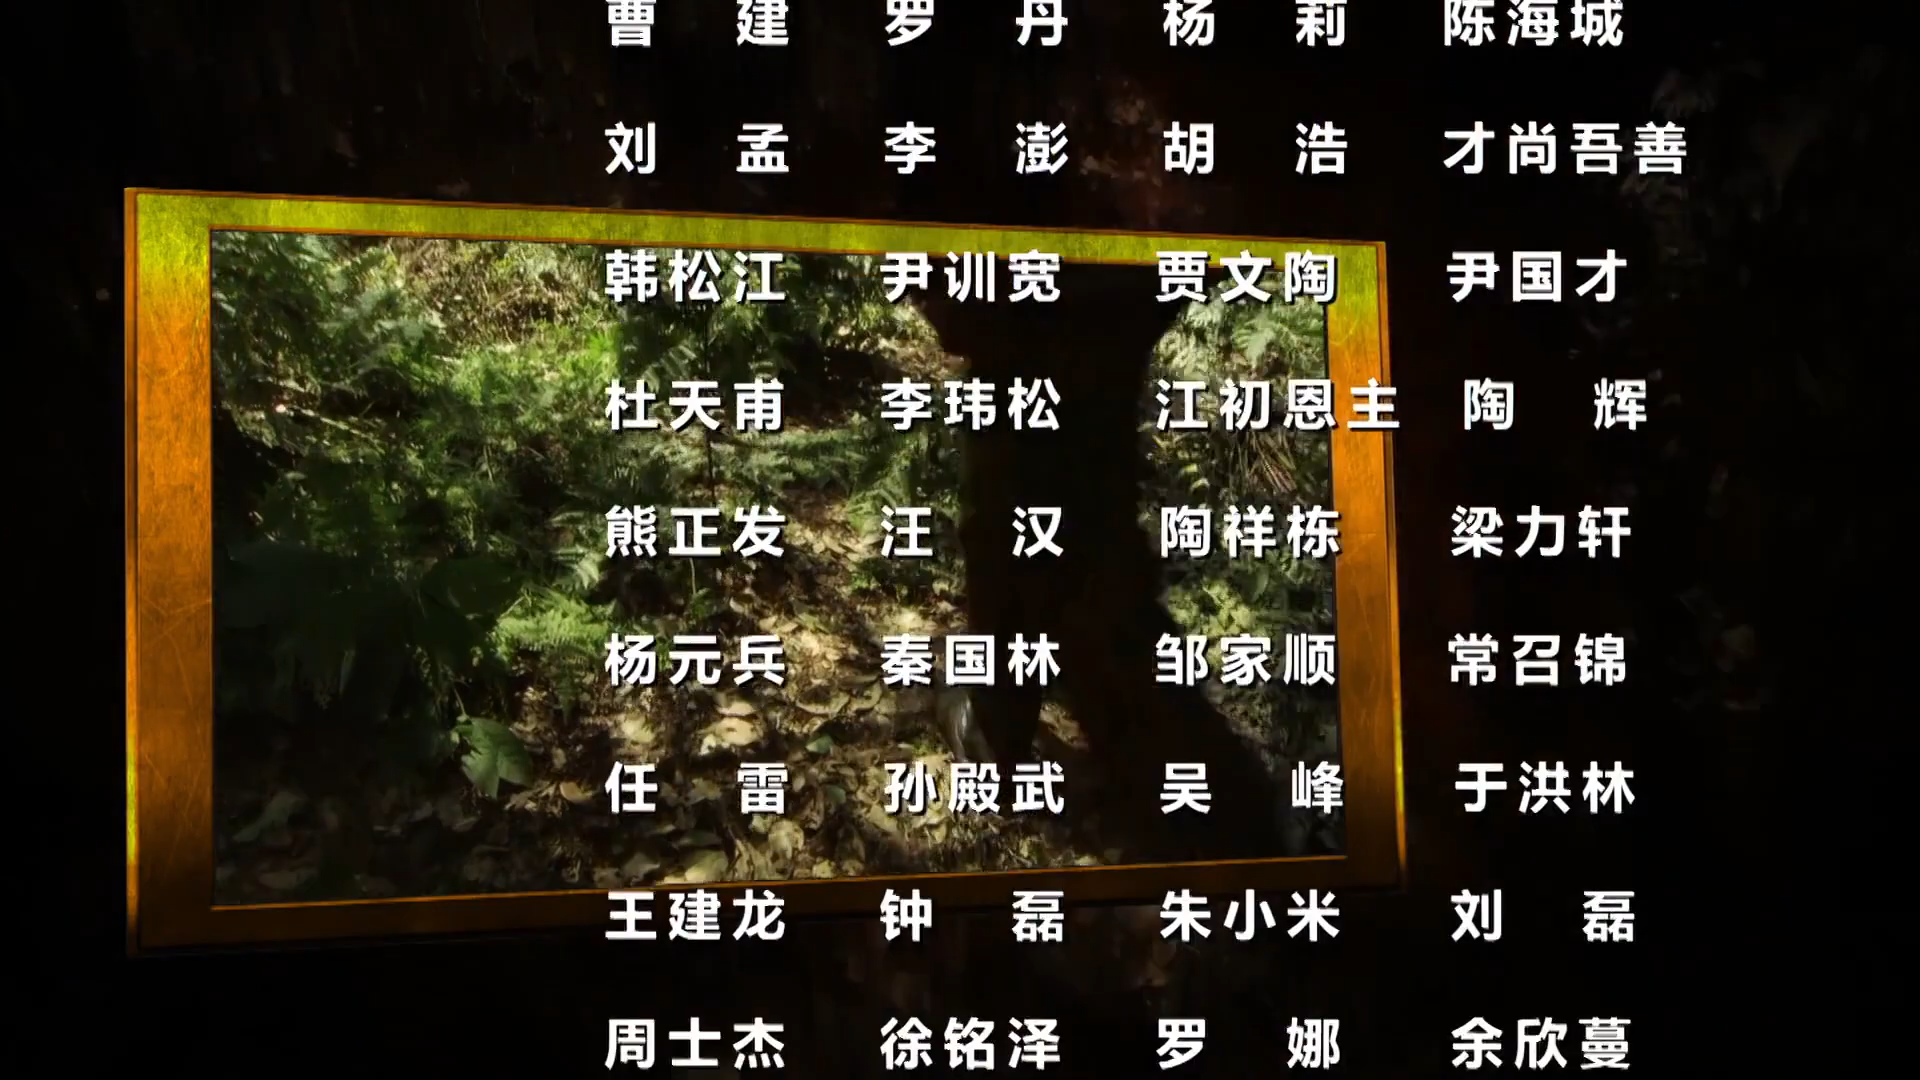 曹建 罗丹 杨莉 陈海城
刘孟 李澎 胡浩 才尚吾善
韩松江 尹训宽 贾文陶 尹国才
杜天甫 李玮松 江初恩主 陶辉
熊正发 汪汉 陶祥栋 梁力轩
杨元兵 秦国林 邹家顺 常召锦
任雷 孙殿武 吴峰 于洪林
王建龙 钟磊 朱小米 刘磊
周士杰 徐铭泽 罗娜 余欣蔓